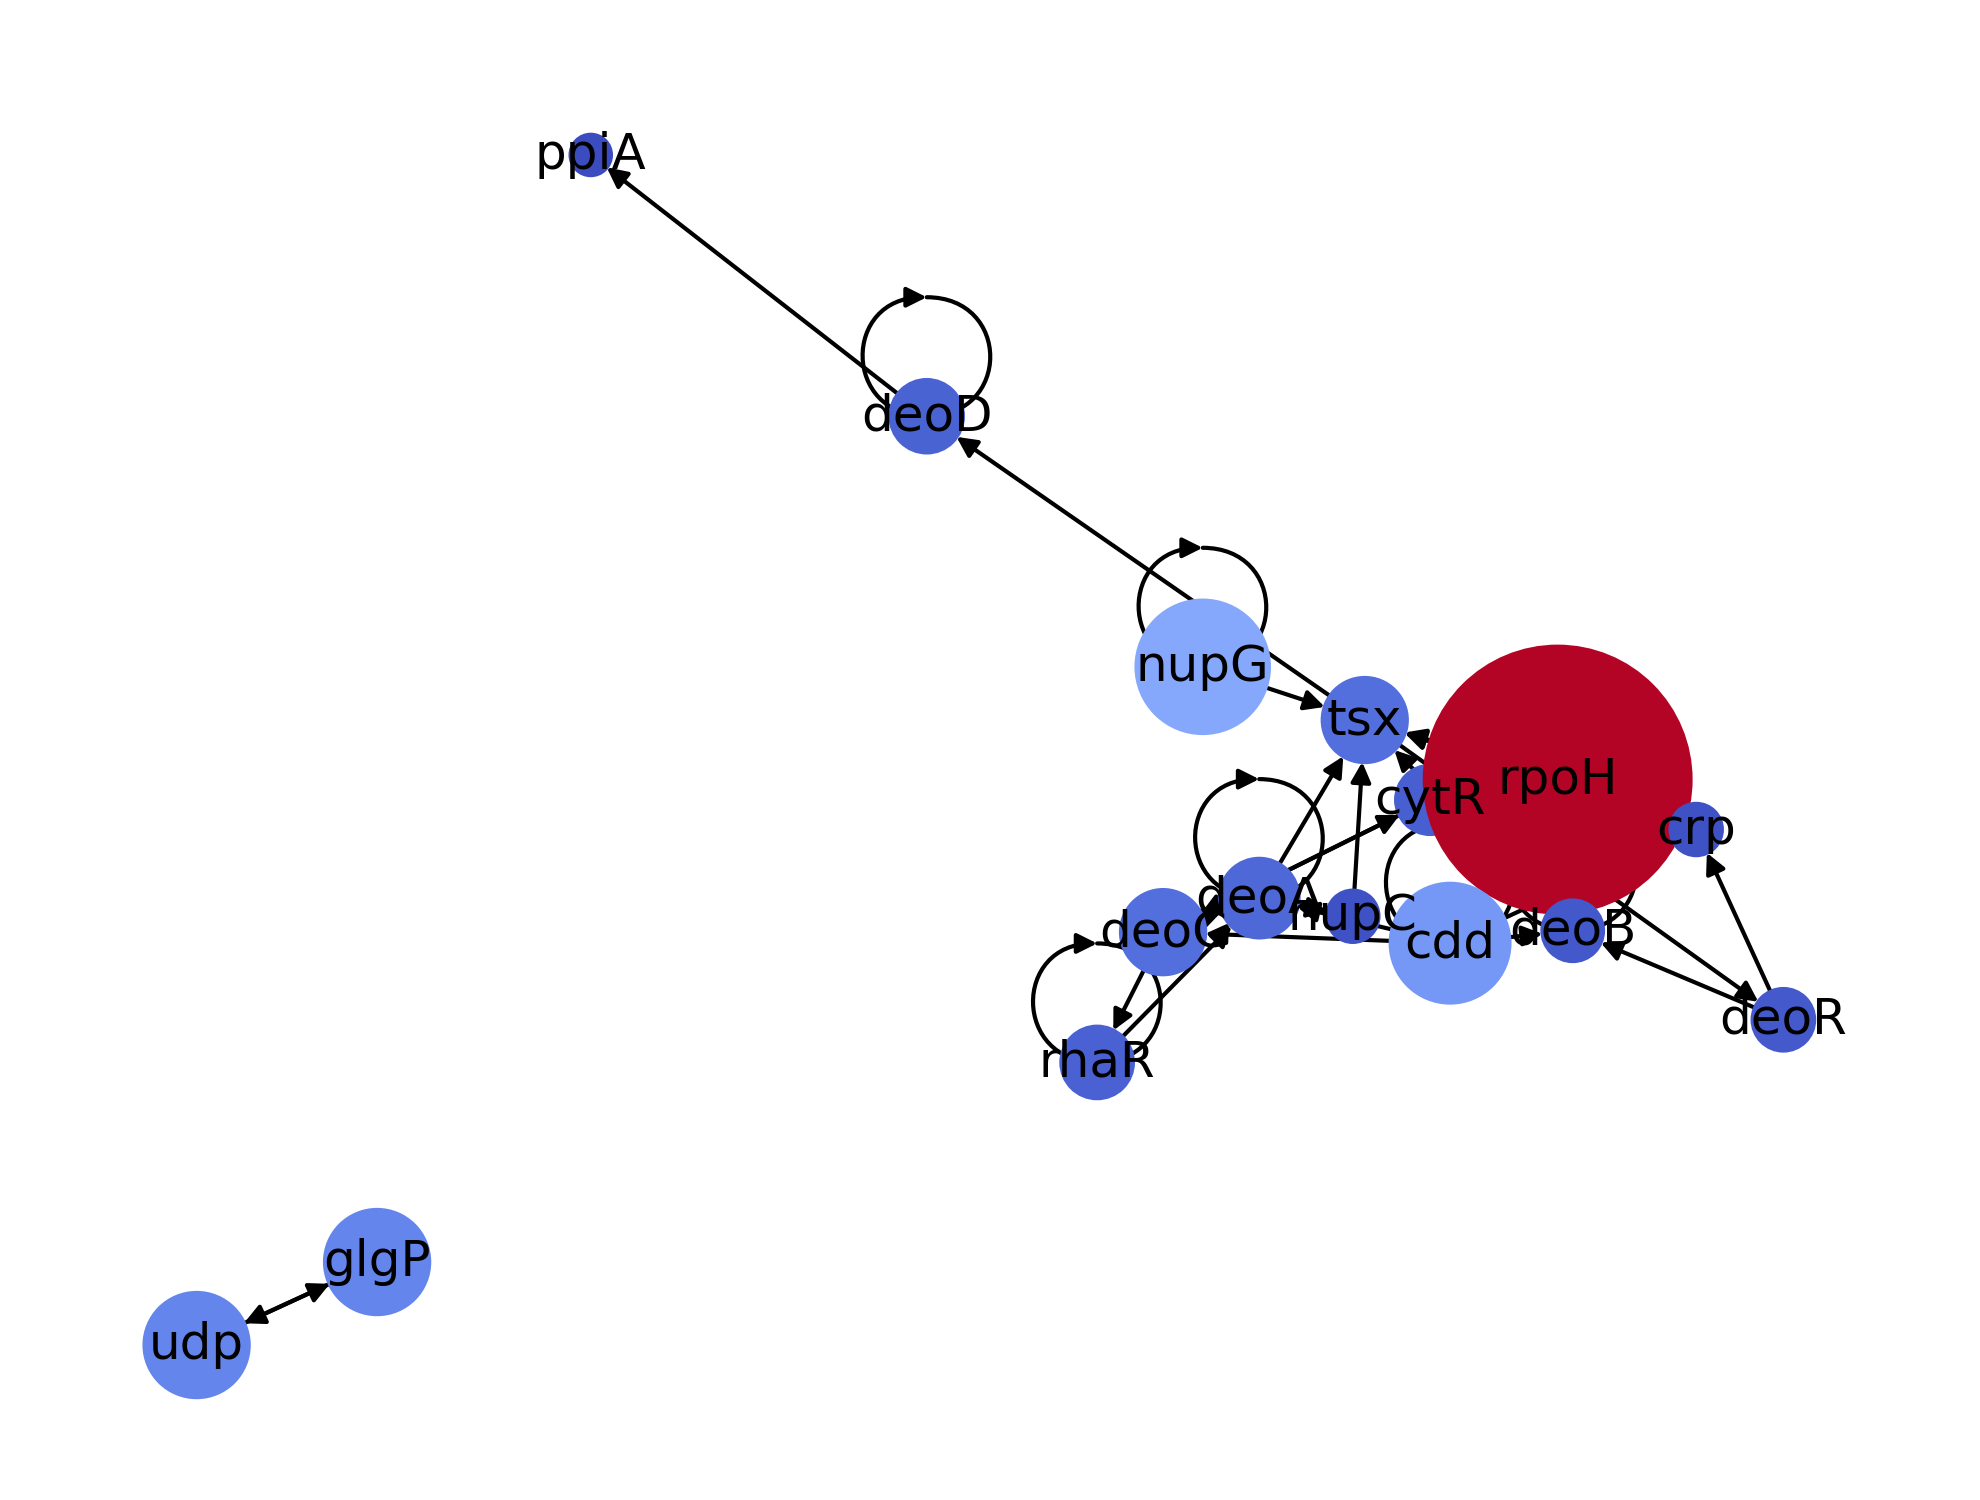 ppiA
deoD
nupG
tsx
rpoH
cytR
crp
deoA
nupC
deoC
deoB
cdd
deoR
rhaR
glgP
udp